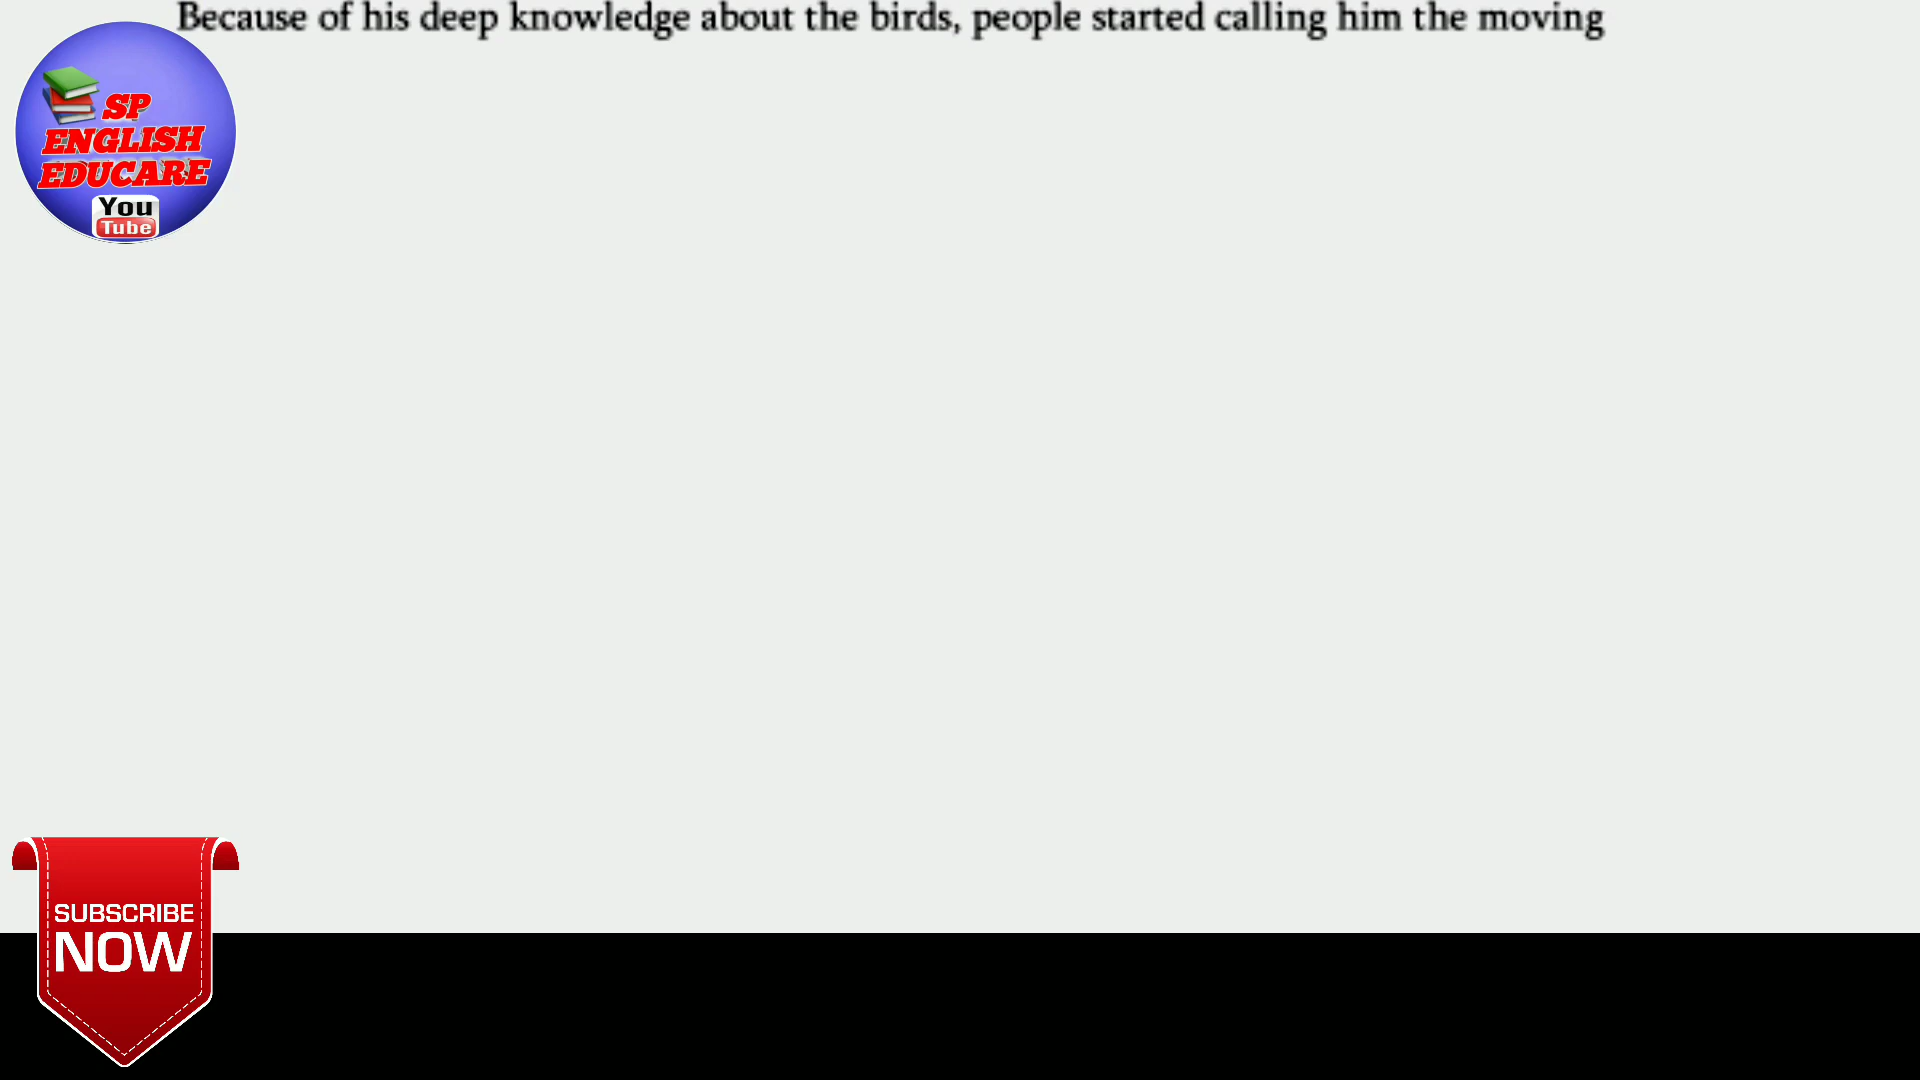 Because of his deep knowledge about the birds, people started calling him the moving
SP
ENGLISH
EDUCARE
You
Tube
SUBSCRIBE
NOW